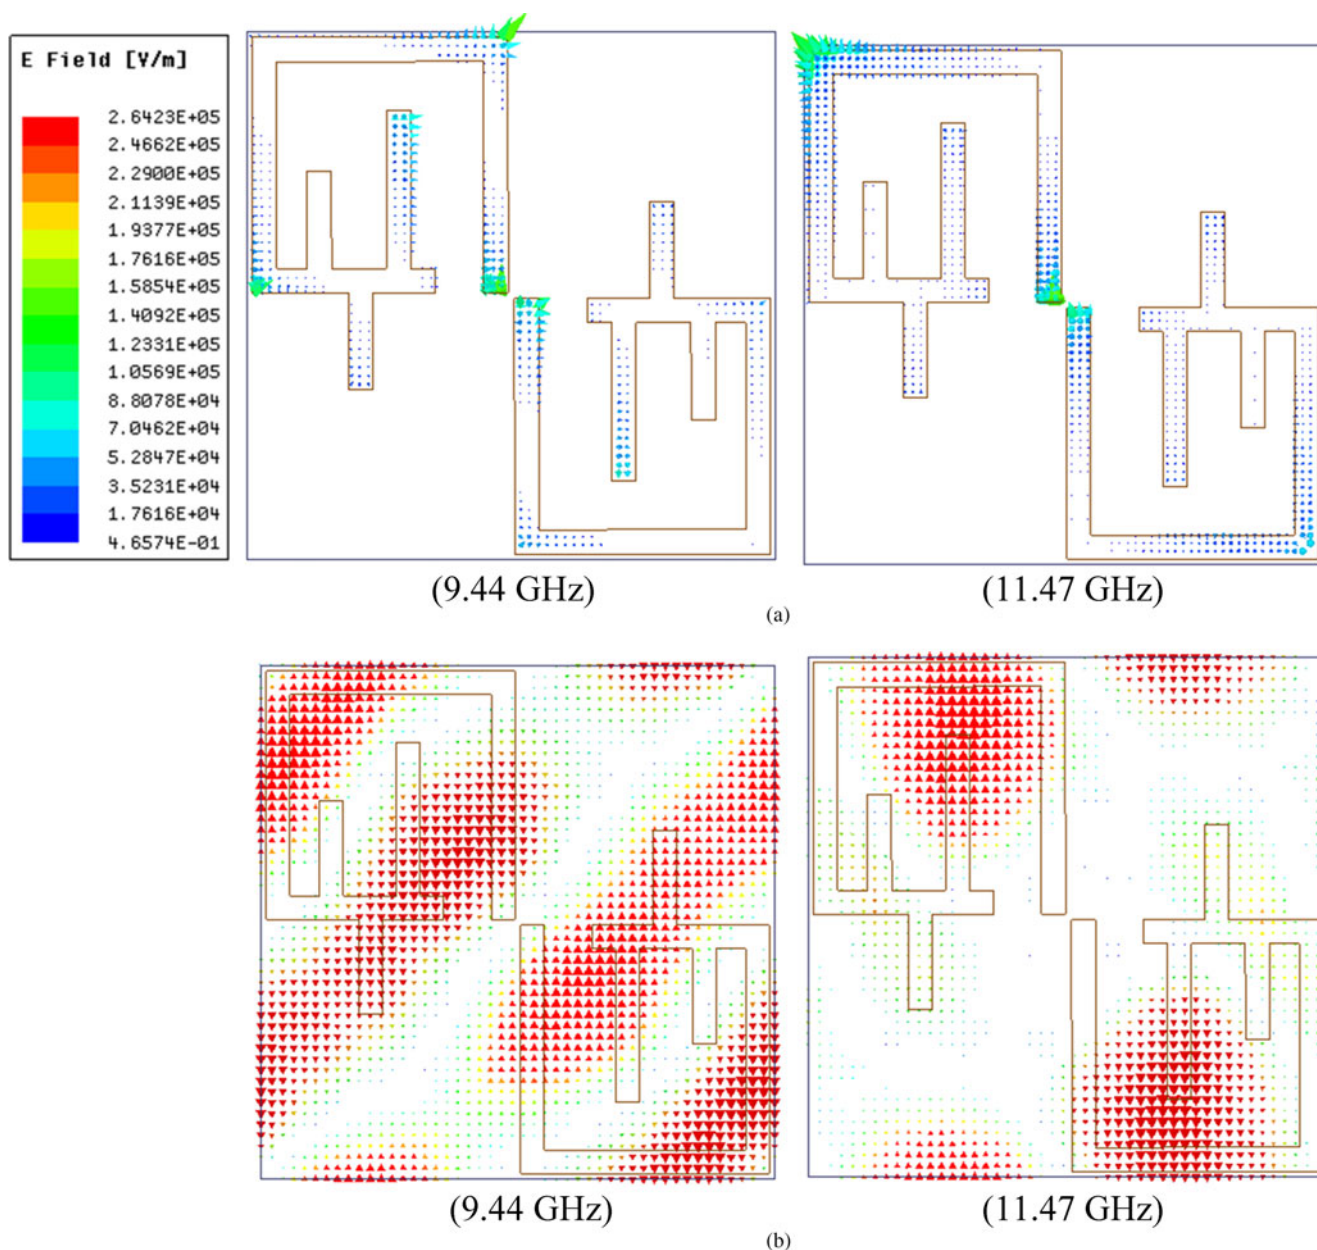 E Field [V/m]
2.6423E+05
2.4662E+05
2.2900E+05
2.1139E+05
1.9377E+05
1.7616E+05
1.5854E+05
1.4092E+05
1.2331E+05
1.0569E+05
8.8078E+04
7.0462E+04
5.2847E+04
3.5231E+04
1.7616E+04
4.6574E-01
(9.44 GHz)
(11.47 GHz)
(a)
(9.44 GHz)
(11.47 GHz)
(b)